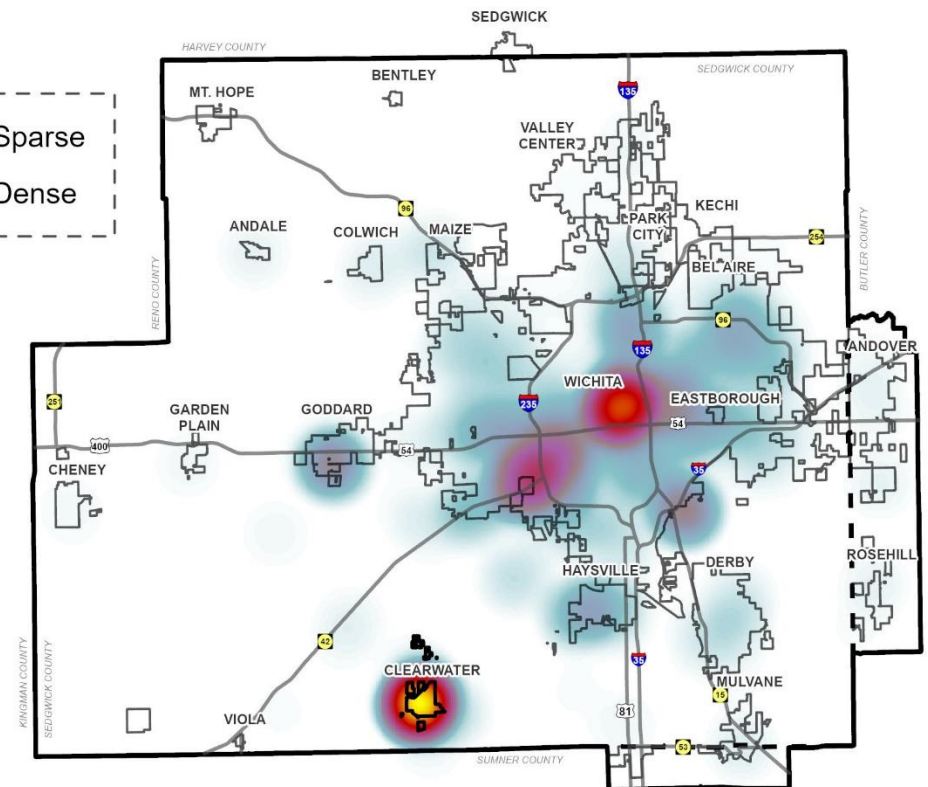 SEDGWICK
HARVEY COUNTY
SEDGWICK COUNTY
BENTLEY
MT. HOPE
135
Sparse
Dense
VALLEY
CENTER
96
KECHI
PARK
CITY
ANDALE
COLWICH
MAIZE
254
BEL AIRE
BUTLER COUNTY
RENO COUNTY
96
135
ANDOVER
WICHITA
251
235
EASTBOROUGH
GARDEN
PLAIN
GODDARD
54
400
54
CHENEY
35
HAYSVILLE
DERBY
ROSEHILL
42
35
KINGMAN COUNTY
SEDGWICK COUNTY
CLEARWATER
MULVANE
15
VIOLA
81
53
SUMNER COUNTY